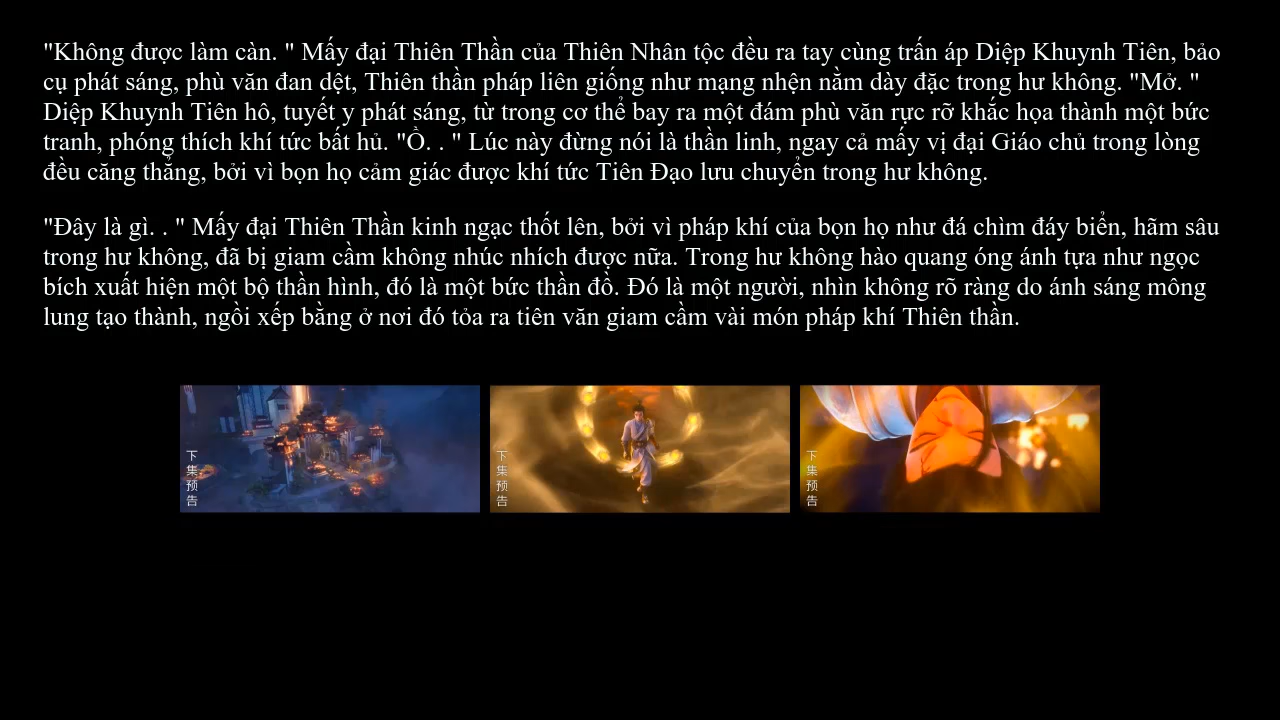 "Không được làm càn. " Mấy đại Thiên Thần của Thiên Nhân tộc đều ra tay cùng trấn áp Diệp Khuynh Tiên, bảo
cụ phát sáng, phù văn đan dệt, Thiên thần pháp liên giống như mạng nhện nằm dày đặc trong hư không. "Mở. "
Diệp Khuynh Tiên hô, tuyết y phát sáng, từ trong cơ thể bay ra một đám phù văn rực rỡ khắc họa thành một bức
tranh, phóng thích khí tức bất hủ. "Ồ. . " Lúc này đừng nói là thần linh, ngay cả mấy vị đại Giáo chủ trong lòng
đều căng thẳng, bởi vì bọn họ cảm giác được khí tức Tiên Đạo lưu chuyển trong hư không.
"Đây là gì. . " Mấy đại Thiên Thần kinh ngạc thốt lên, bởi vì pháp khí của bọn họ như đá chìm đáy biển, hãm sâu
trong hư không, đã bị giam cầm không nhúc nhích được nữa. Trong hư không hào quang óng ánh tựa như ngọc
bích xuất hiện một bộ thần hình, đó là một bức thần đồ. Đó là một người, nhìn không rõ ràng do ánh sáng mông
lung tạo thành, ngồi xếp bằng ở nơi đó tỏa ra tiên văn giam cầm vài món pháp khí Thiên thần.
下集预告
下集预告
下集预告